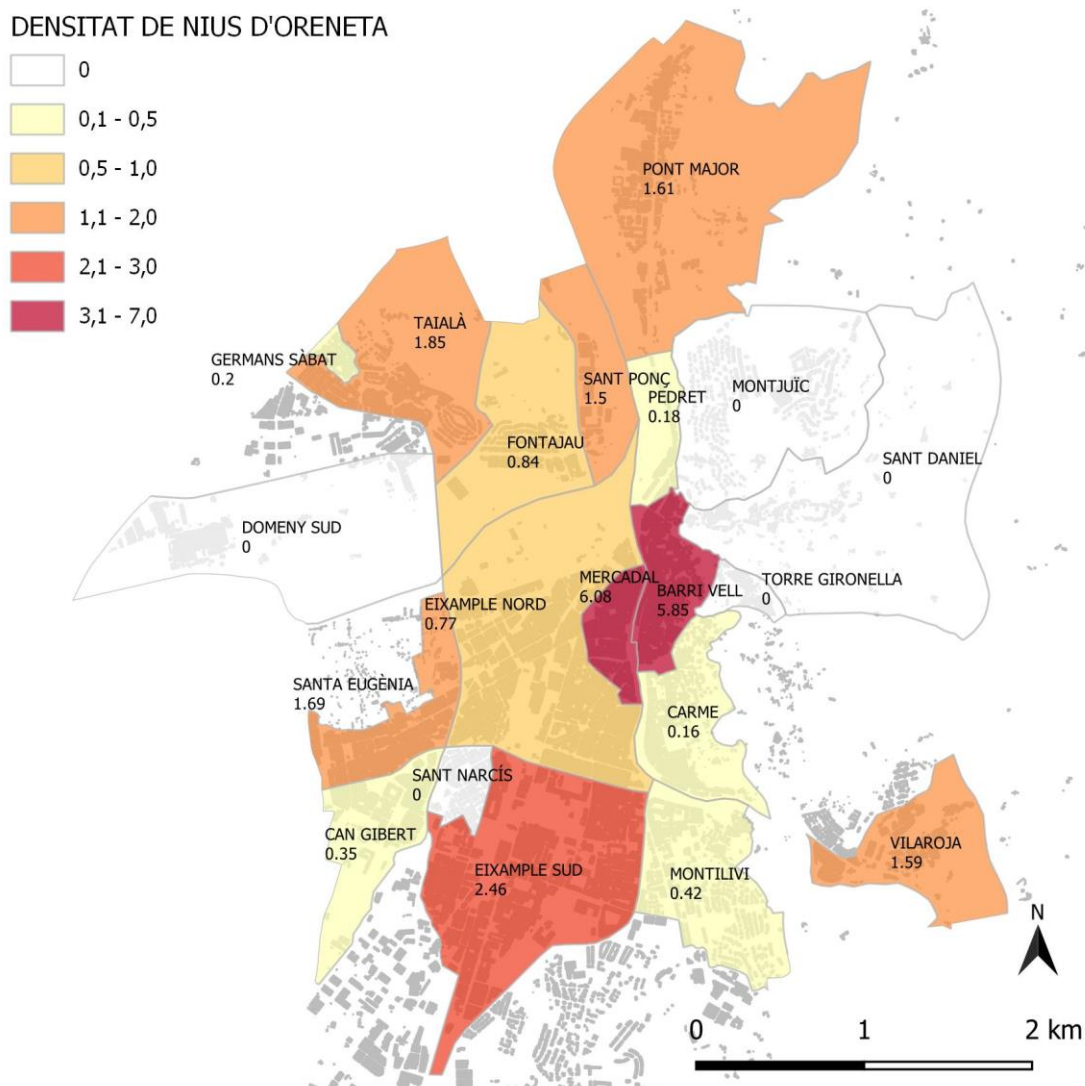 DENSITAT DE NIUS D'ORENETA
0
0,1 - 0,5
0,5 - 1,0
1,1 - 2,0
2,1 - 3,0
3,1 - 7,0
PONT MAJOR
1.61
TAIALÀ
1.85
GERMANS SÀBAT
0.2
SANT PONÇ
1.5
PEDRET
0.18
MONTJUÏC
0
FONTAJAU
0.84
SANT DANIEL
0
DOMENY SUD
0
MERCADAL
6.08
BARRI VELL
5.85
TORRE GIRONELLA
0
EIXAMPLE NORD
0.77
SANTA EUGÈNIA
1.69
CARME
0.16
SANT NARCÍS
0
CAN GIBERT
0.35
EIXAMPLE SUD
2.46
MONTILIVI
0.42
VILAROJA
1.59
N
0 1 2 km